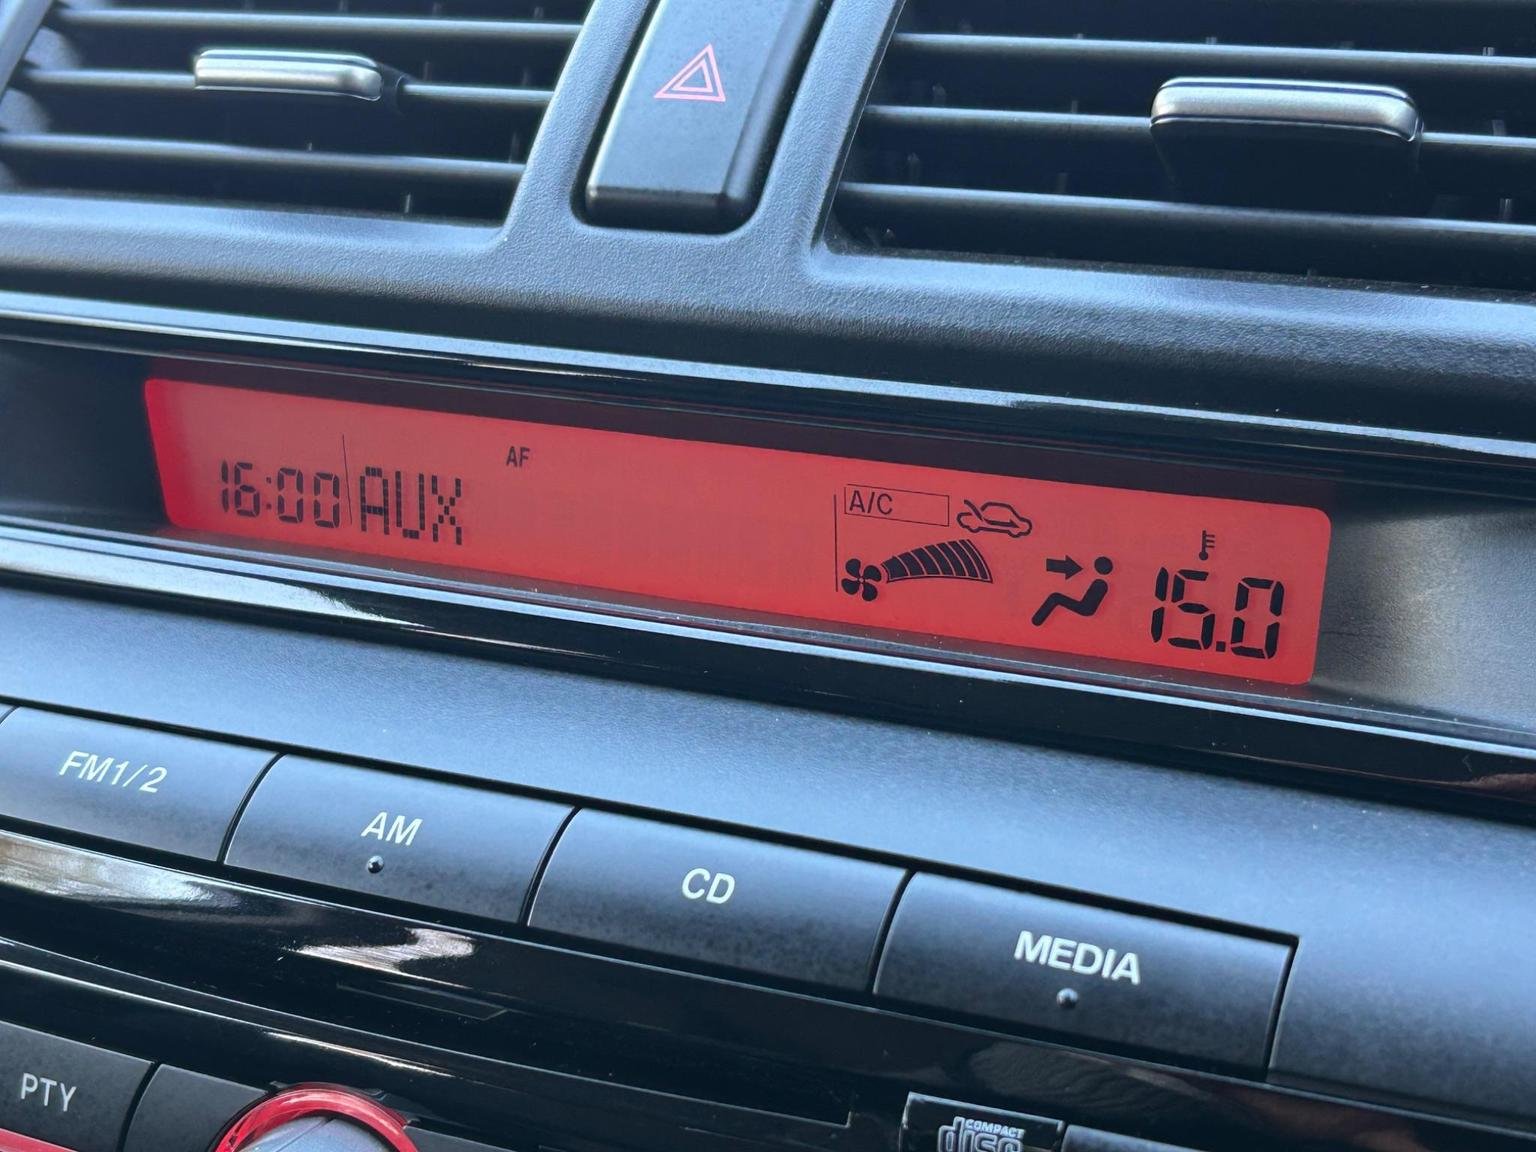 AF
16:00 AUX
A/C
15.0
FM1/2
AM
CD
MEDIA
PTY
COMPACT
disc